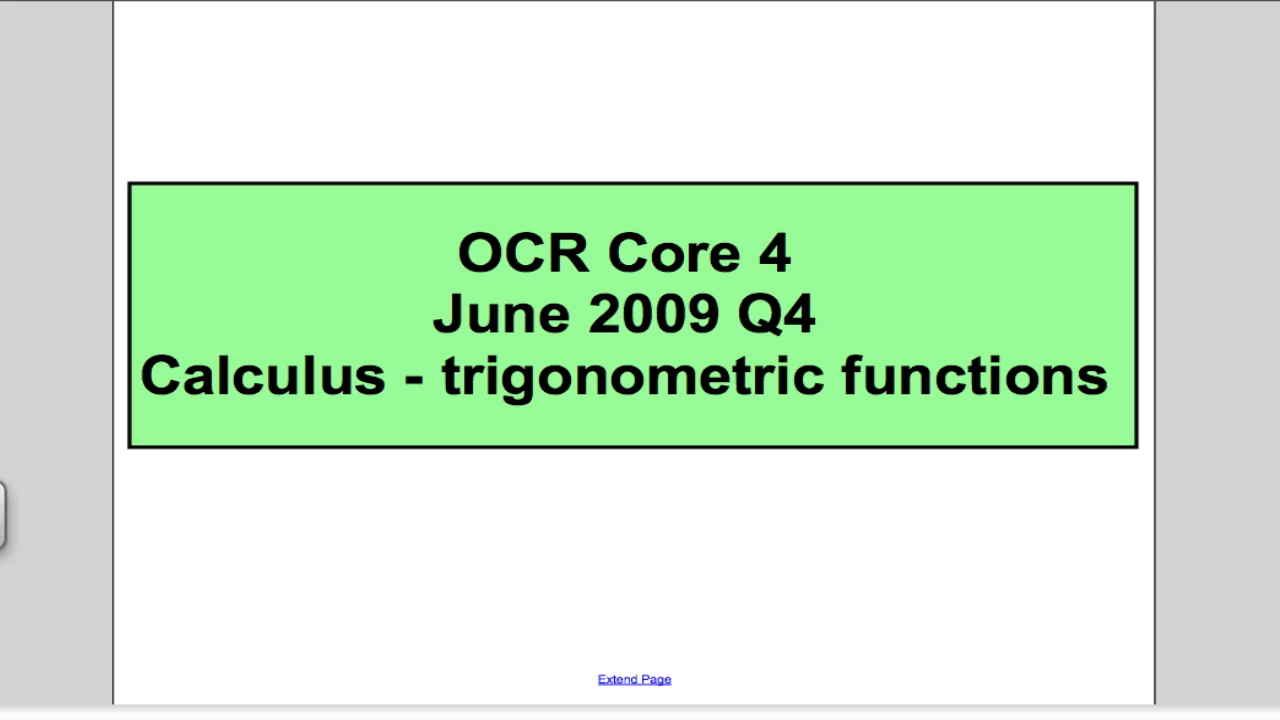 OCR Core 4
June 2009 Q4
Calculus - trigonometric functions
Extend Page